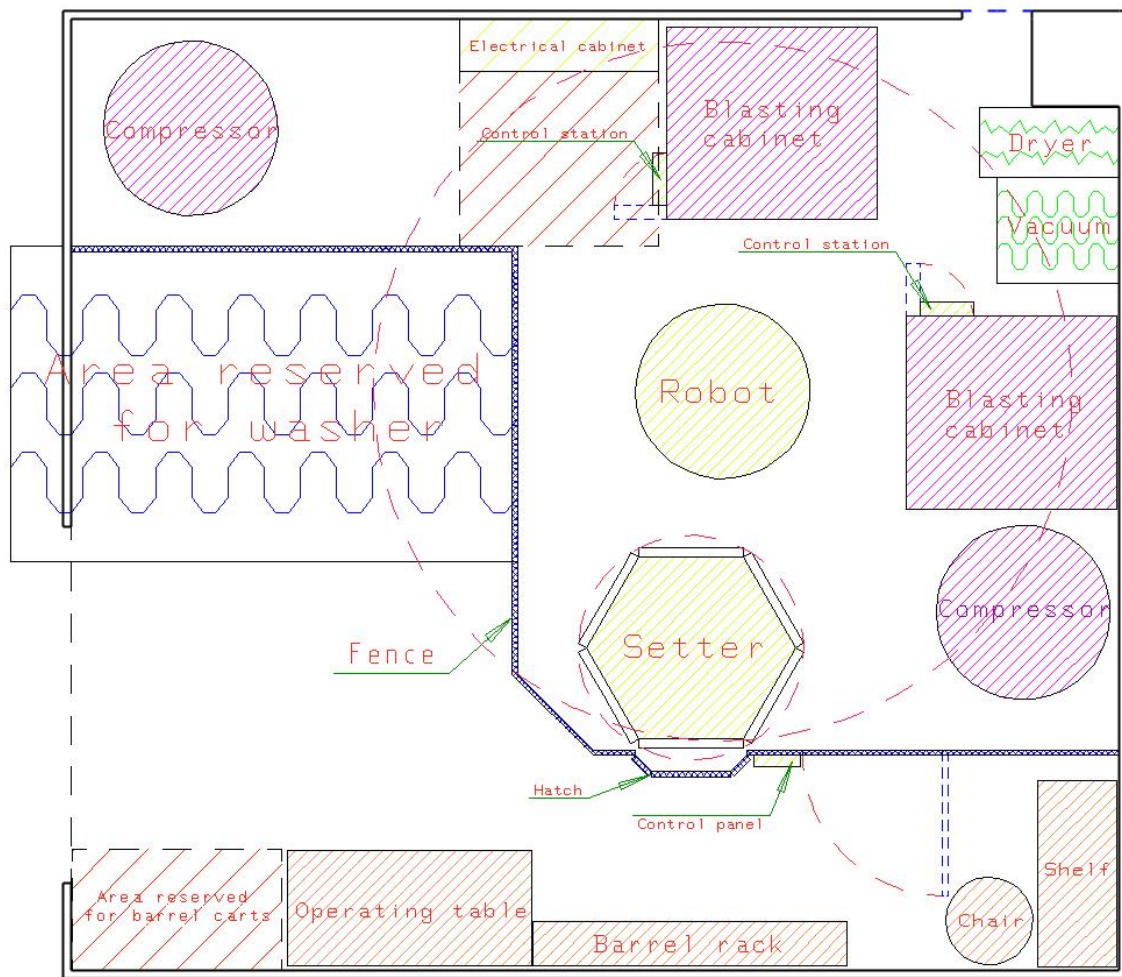 Electrical cabinet
Compressor
Control station
Blasting
cabinet
Dryer
Vacuum
Control station
Area reserved
for washer
Robot
Blasting
cabinet
Fence
Setter
Compressor
Hatch
Control panel
Area reserved
for barrel carts
Operating table
Barrel rack
Chair
Shelf